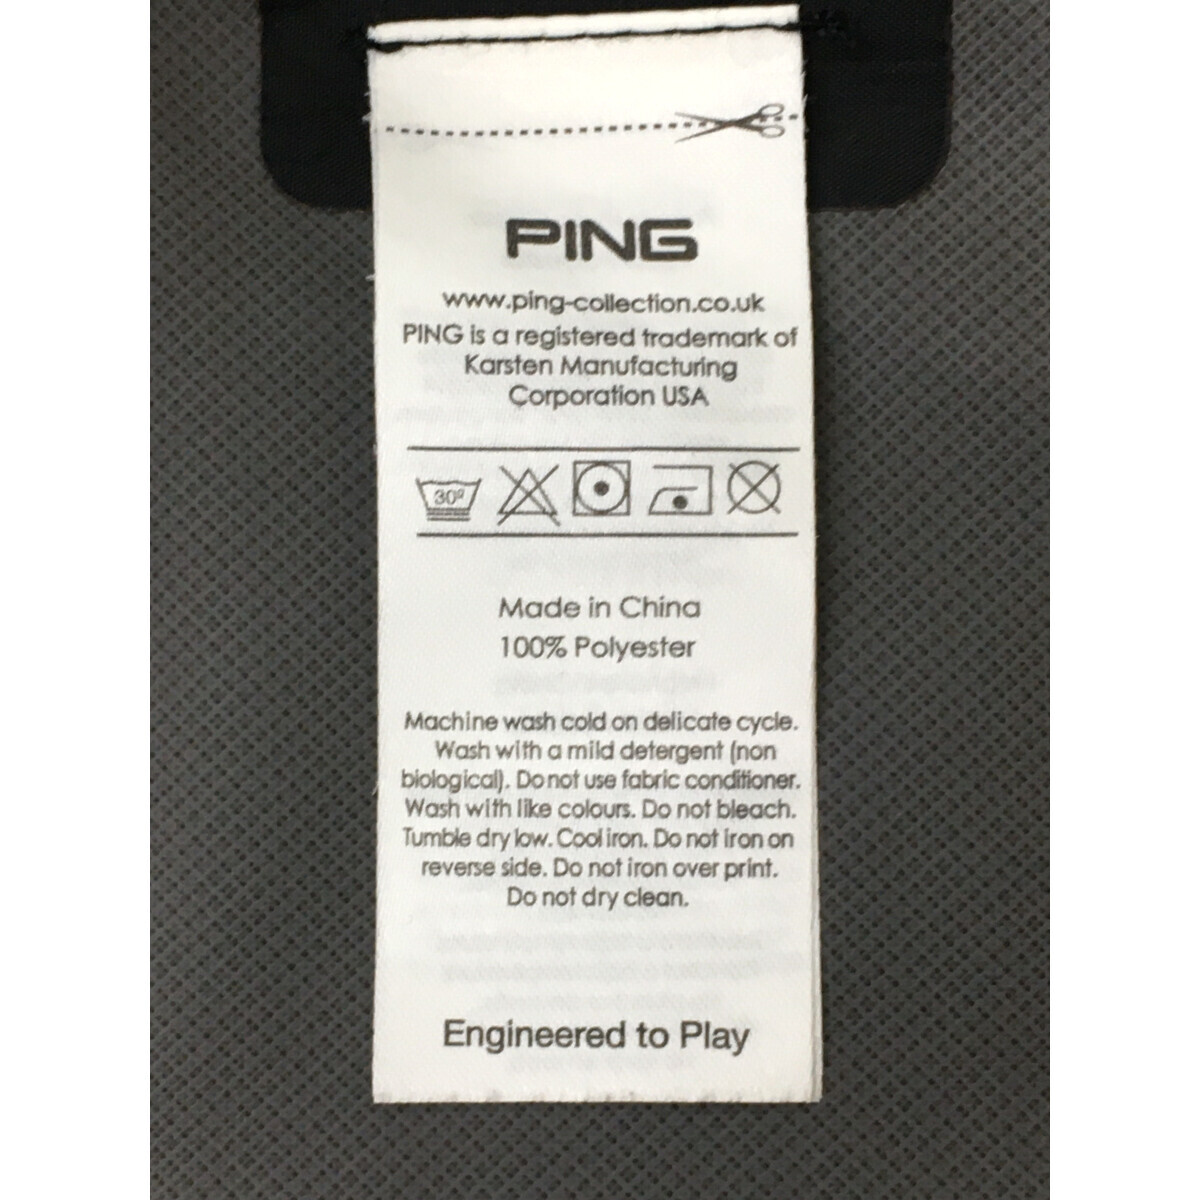 PING
www.ping-collection.co.uk
PING is a registered trademark of
Karsten Manufacturing
Corporation USA
30º
Made in China
100% Polyester
Machine wash cold on delicate cycle.
Wash with a mild detergent (non
biological). Do not use fabric conditioner.
Wash with like colours. Do not bleach.
Tumble dry low. Cool iron. Do not iron on
reverse side. Do not iron over print.
Do not dry clean.
Engineered to Play